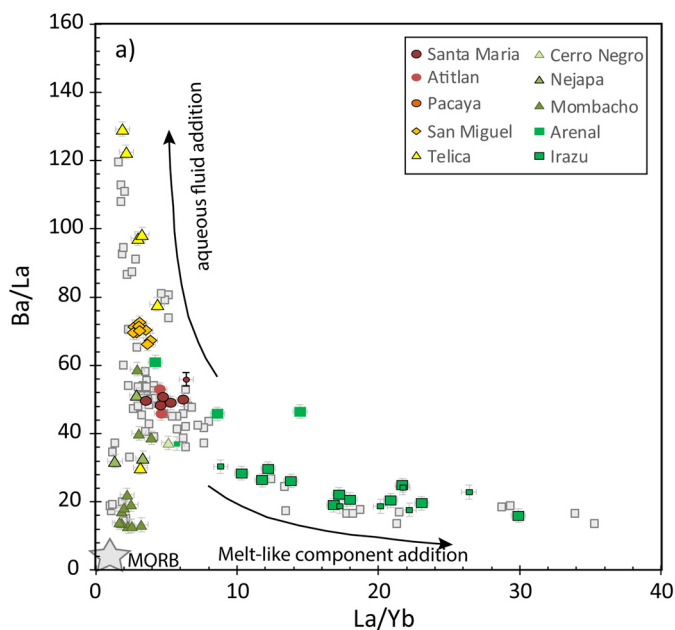 160
140
120
100
80
60
40
20
0
Ba/La
a)
aqueous fluid addition
Santa Maria
Atitlan
Pacaya
San Miguel
Telica
Cerro Negro
Nejapa
Mombacho
Arenal
Irazu
MORB
Melt-like component addition
0 10 20 30 40
La/Yb